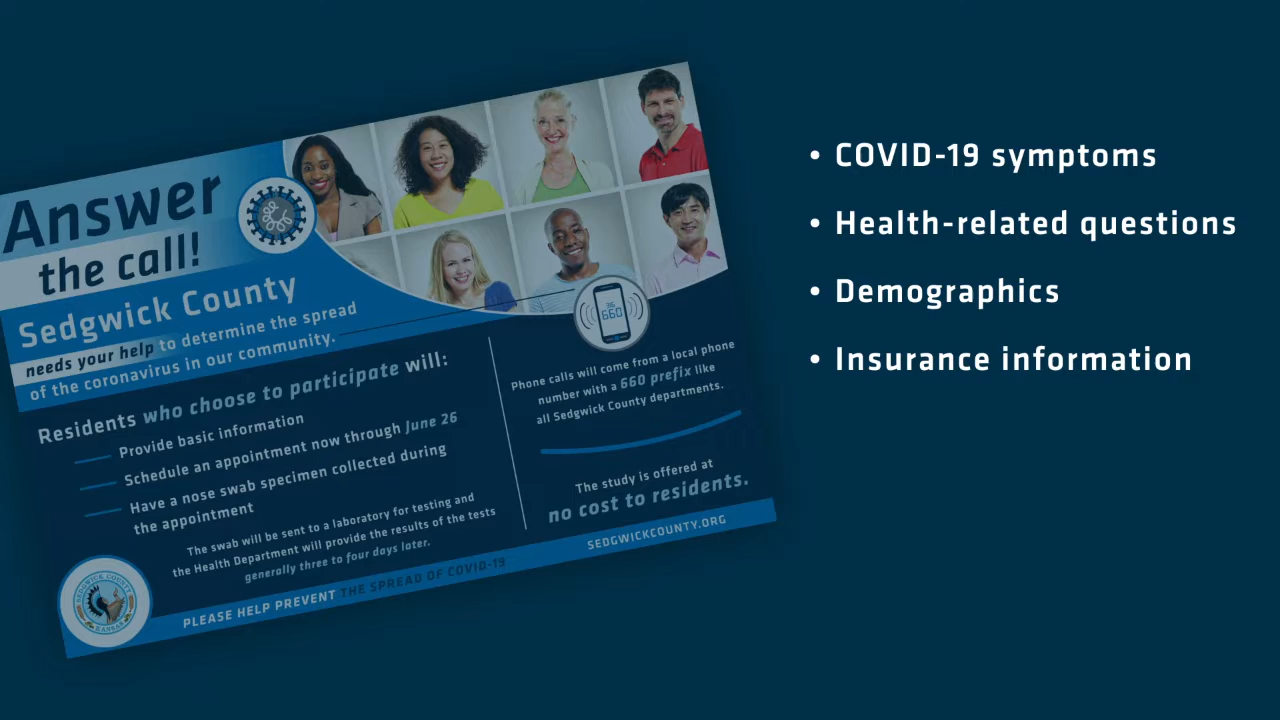 Answer
the call!
Sedgwick County
needs your help to determine the spread
of the coronavirus in our community.
Residents who choose to participate will:
Provide basic information
Schedule an appointment now through June 26
Have a nose swab specimen collected during
the appointment
The swab will be sent to a laboratory for testing and
the Health Department will provide the results of the tests
generally three to four days later.
36
660
Phone calls will come from a local phone
number with a 660 prefix like
all Sedgwick County departments.
The study is offered at
no cost to residents.
SEDGWICK COUNTY
KANSAS
PLEASE HELP PREVENT THE SPREAD OF COVID-19
SEDGWICKCOUNTY.ORG
• COVID-19 symptoms
• Health-related questions
• Demographics
• Insurance information